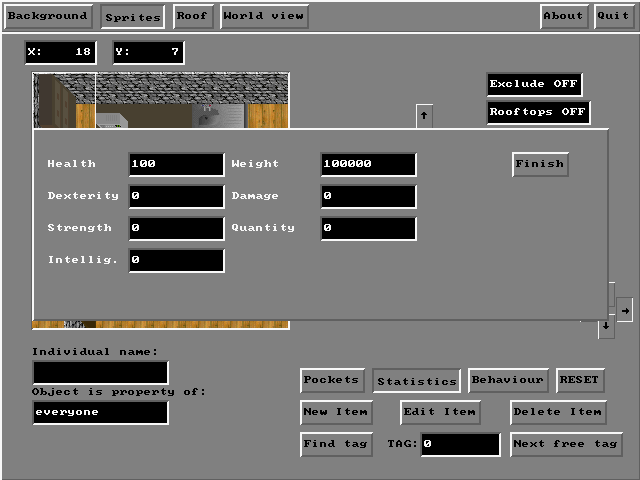 Background Sprites Roof World view About Quit
X: 18 Y: 7
Exclude OFF
Rooftops OFF
Health 100 Weight 100000 Finish
Dexterity 0 Damage 0
Strength 0 Quantity 0
Intellig. 0
Individual name:
Object is property of:
everyone
Pockets Statistics Behaviour RESET
New Item Edit Item Delete Item
Find tag TAG: 0 Next free tag